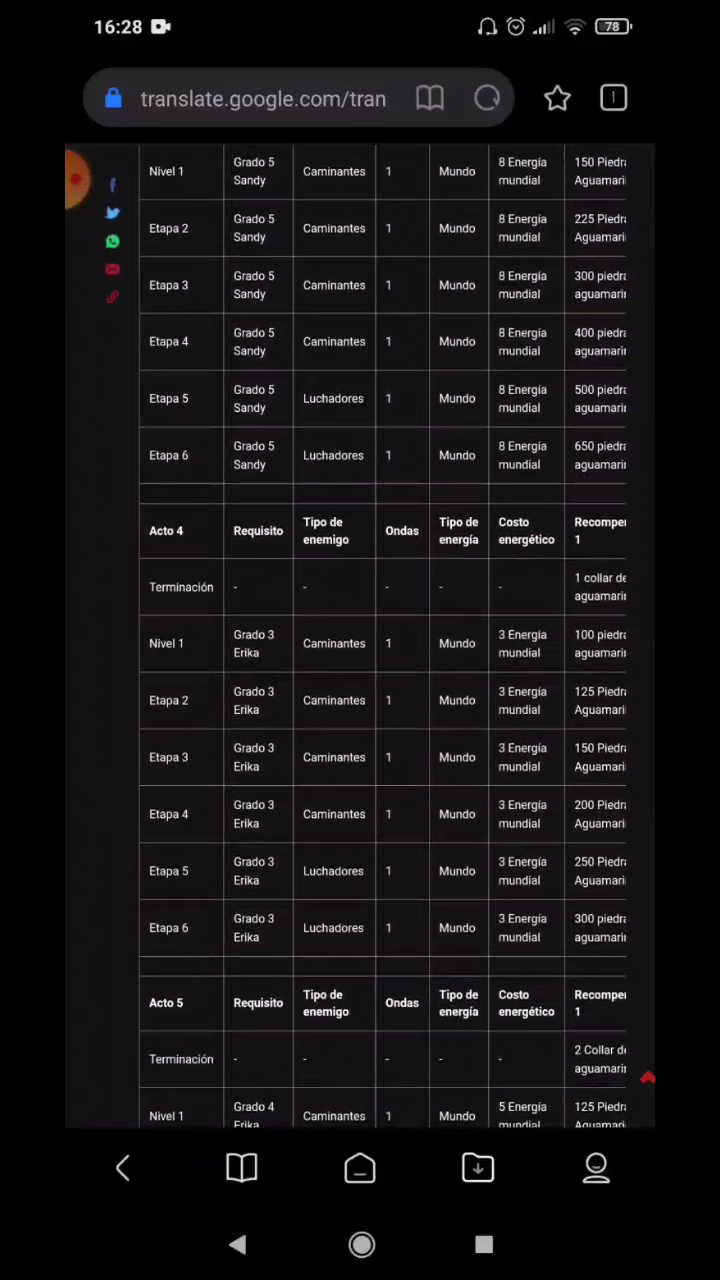 16:28
78
translate.google.com/tran
1
Nivel 1 Grado 5 Sandy Caminantes 1 Mundo 8 Energía mundial 150 Piedra Aguamari
Etapa 2 Grado 5 Sandy Caminantes 1 Mundo 8 Energía mundial 225 Piedra Aguamari
Etapa 3 Grado 5 Sandy Caminantes 1 Mundo 8 Energía mundial 300 piedra aguamarin
Etapa 4 Grado 5 Sandy Caminantes 1 Mundo 8 Energía mundial 400 piedra aguamarin
Etapa 5 Grado 5 Sandy Luchadores 1 Mundo 8 Energía mundial 500 piedra aguamarin
Etapa 6 Grado 5 Sandy Luchadores 1 Mundo 8 Energía mundial 650 piedra aguamarin
Acto 4 Requisito Tipo de enemigo Ondas Tipo de energía Costo energético Recompen 1
Terminación - - - - - 1 collar de aguamarin
Nivel 1 Grado 3 Erika Caminantes 1 Mundo 3 Energía mundial 100 piedra aguamarin
Etapa 2 Grado 3 Erika Caminantes 1 Mundo 3 Energía mundial 125 Piedra Aguamari
Etapa 3 Grado 3 Erika Caminantes 1 Mundo 3 Energía mundial 150 Piedra Aguamari
Etapa 4 Grado 3 Erika Caminantes 1 Mundo 3 Energía mundial 200 Piedra Aguamari
Etapa 5 Grado 3 Erika Luchadores 1 Mundo 3 Energía mundial 250 Piedra Aguamari
Etapa 6 Grado 3 Erika Luchadores 1 Mundo 3 Energía mundial 300 piedra aguamarin
Acto 5 Requisito Tipo de enemigo Ondas Tipo de energía Costo energético Recompen 1
Terminación - - - - - 2 Collar de aguamarin
Nivel 1 Grado 4 Erika Caminantes 1 Mundo 5 Energía mundial 125 Piedra Aguamari